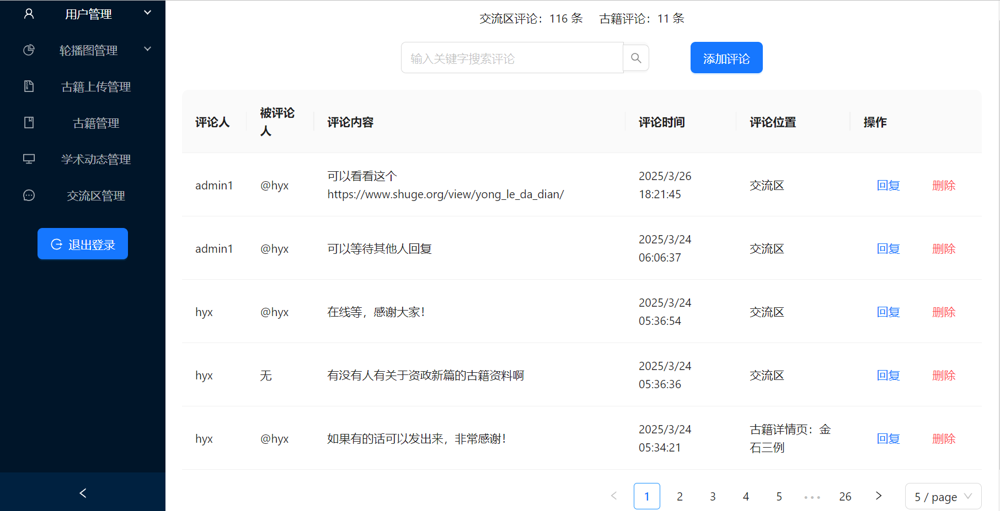 用户管理
轮播图管理
古籍上传管理
古籍管理
学术动态管理
交流区管理
退出登录
交流区评论：116 条 古籍评论：11 条
输入关键字搜索评论
添加评论
评论人 被评论人 评论内容 评论时间 评论位置 操作
admin1 @hyx 可以看看这个 https://www.shuge.org/view/yong_le_da_dian/ 2025/3/26 18:21:45 交流区 回复 删除
admin1 @hyx 可以等待其他人回复 2025/3/24 06:06:37 交流区 回复 删除
hyx @hyx 在线等，感谢大家！ 2025/3/24 05:36:54 交流区 回复 删除
hyx 无 有没有人有关于资政新篇的古籍资料啊 2025/3/24 05:36:36 交流区 回复 删除
hyx @hyx 如果有的话可以发出来，非常感谢！ 2025/3/24 05:34:21 古籍详情页：金石三例 回复 删除
1 2 3 4 5 ••• 26 5 / page